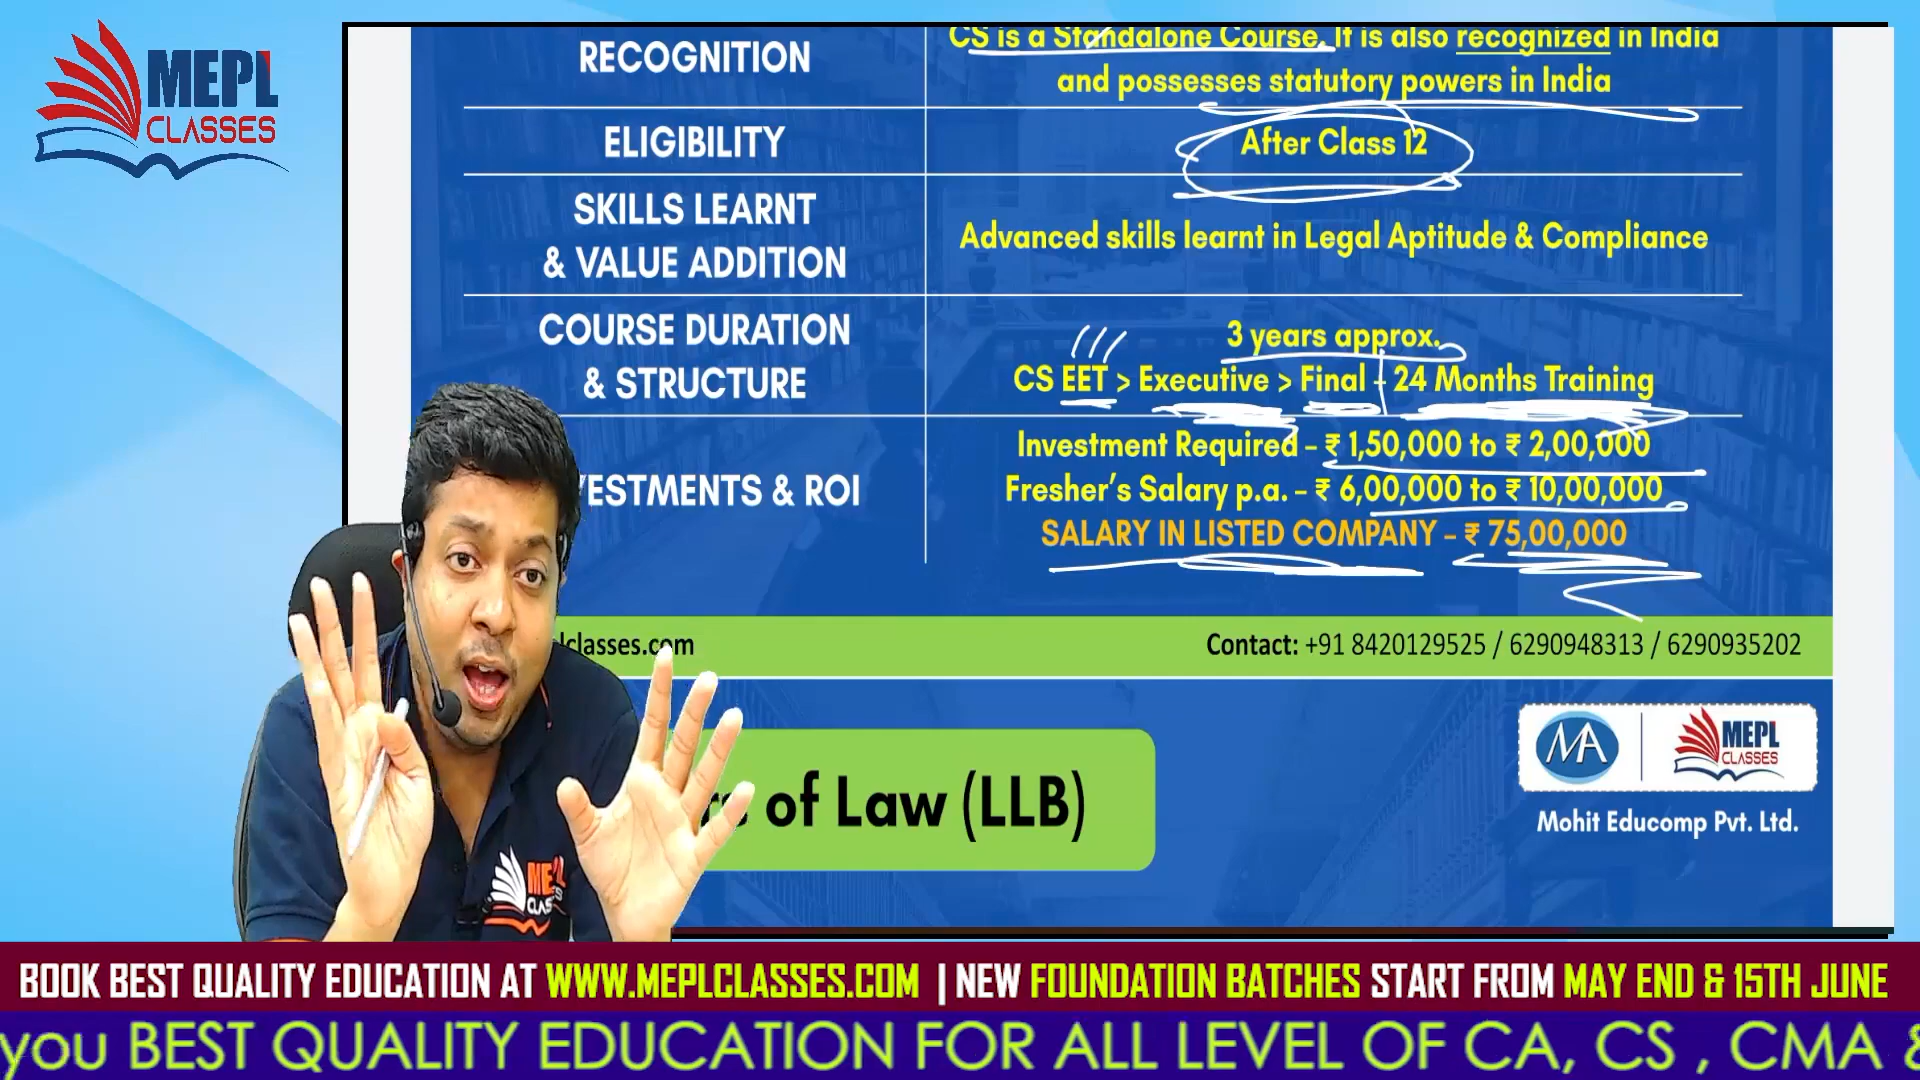 MEPL
CLASSES
RECOGNITION
CS is a Standalone Course. It is also recognized in India
and possesses statutory powers in India
ELIGIBILITY
After Class 12
SKILLS LEARNT
& VALUE ADDITION
Advanced skills learnt in Legal Aptitude & Compliance
COURSE DURATION
& STRUCTURE
3 years approx.
CS EET > Executive > Final - 24 Months Training
& ROI
Investment Required – ₹ 1,50,000 to ₹ 2,00,000
Fresher's Salary p.a. – ₹ 6,00,000 to ₹ 10,00,000
SALARY IN LISTED COMPANY – ₹ 75,00,000
Contact: +91 8420129525 / 6290948313 / 6290935202
of Law (LLB)
MA
MEPL
CLASSES
Mohit Educomp Pvt. Ltd.
BOOK BEST QUALITY EDUCATION AT WWW.MEPLCLASSES.COM | NEW FOUNDATION BATCHES START FROM MAY END & 15TH JUNE
you BEST QUALITY EDUCATION FOR ALL LEVEL OF CA, CS , CMA &